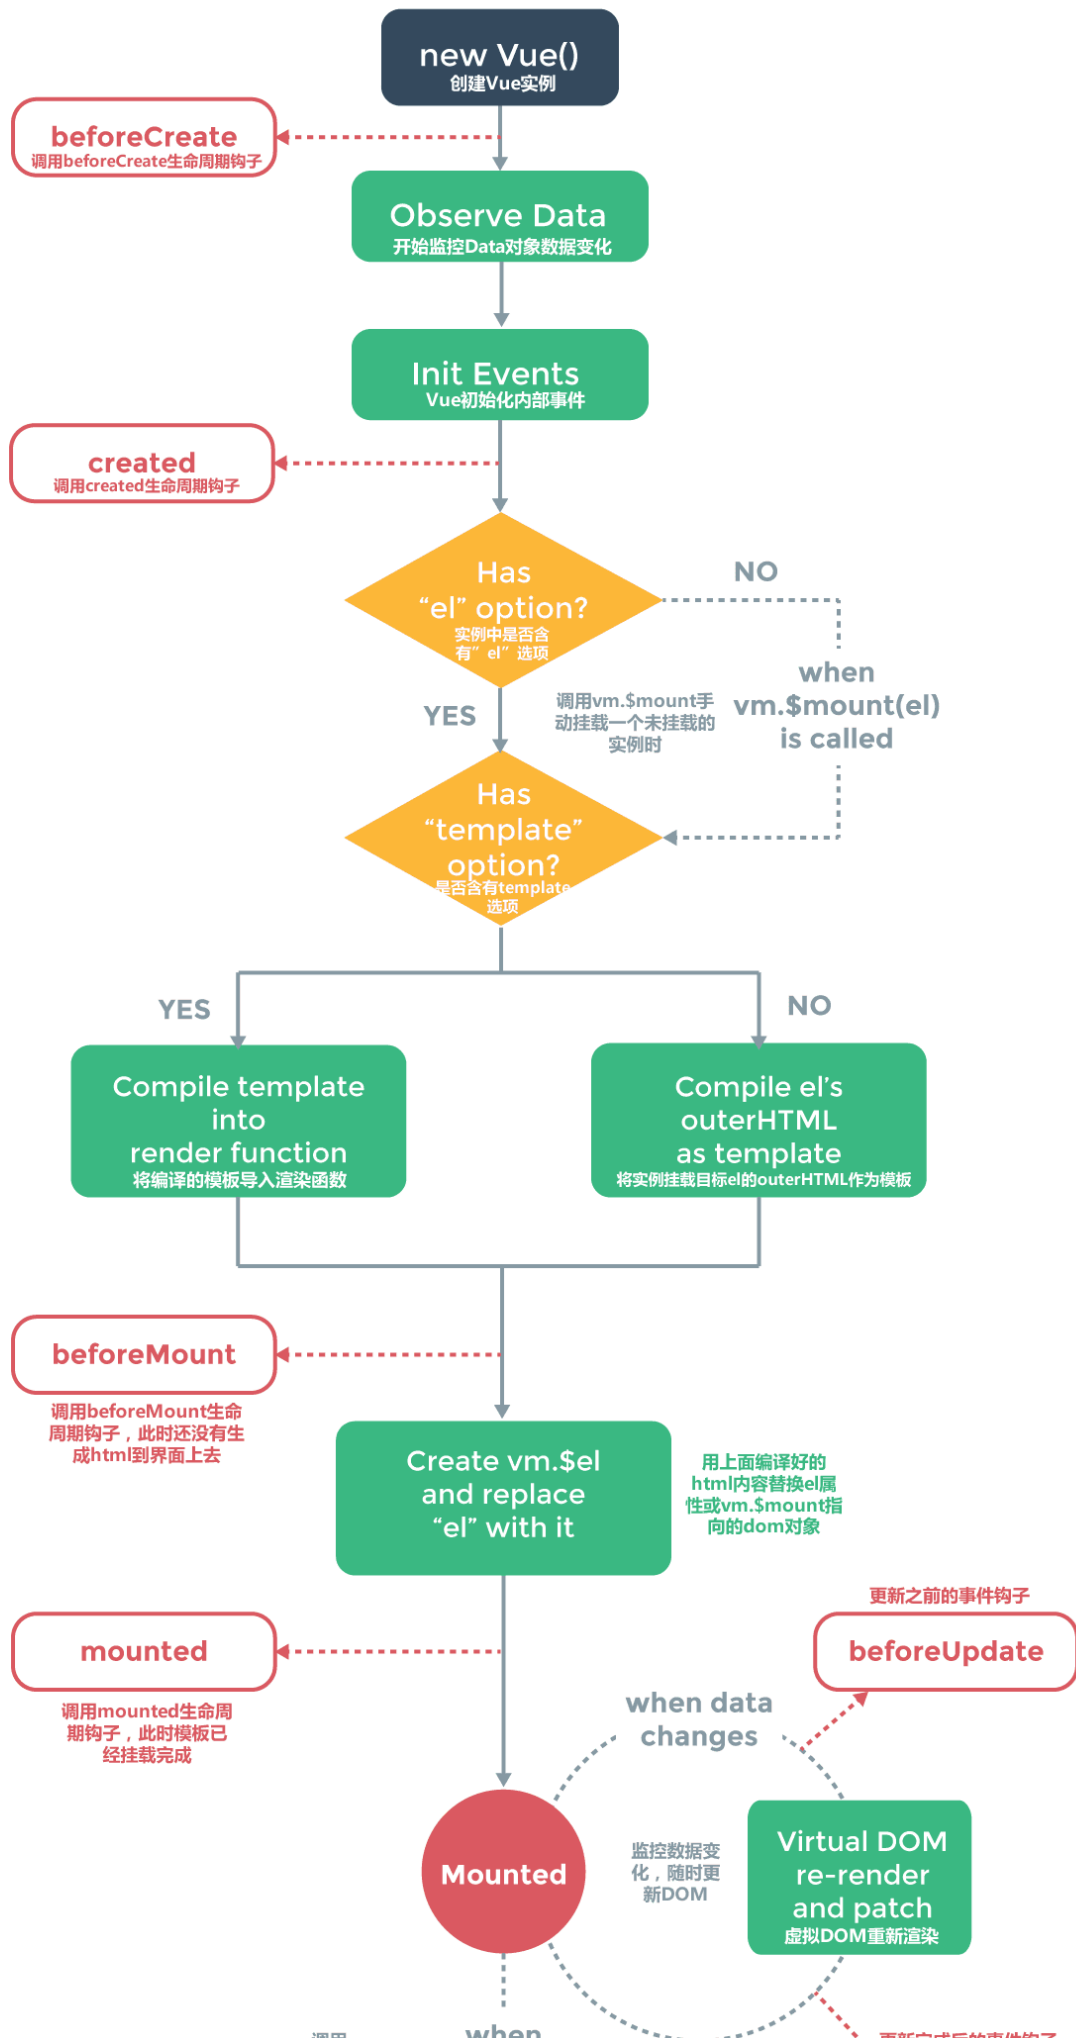 new Vue()
创建Vue实例
beforeCreate
调用beforeCreate生命周期钩子
Observe Data
开始监控Data对象数据变化
Init Events
Vue初始化内部事件
created
调用created生命周期钩子
Has
“el” option?
实例中是否含
有”el”选项
NO
YES
调用vm.$mount手
动挂载一个未挂载的
实例时
when
vm.$mount(el)
is called
Has
“template”
option?
是否含有template
选项
YES
NO
Compile template
into
render function
将编译的模板导入渲染函数
Compile el’s
outerHTML
as template
将实例挂载目标el的outerHTML作为模板
beforeMount
调用beforeMount生命
周期钩子，此时还没有生
成html到界面上去
Create vm.$el
and replace
“el” with it
用上面编译好的
html内容替换el属
性或vm.$mount指
向的dom对象
mounted
调用mounted生命周
期钩子，此时模板已
经挂载完成
更新之前的事件钩子
beforeUpdate
when data
changes
Mounted
监控数据变
化，随时更
新DOM
Virtual DOM
re-render
and patch
虚拟DOM重新渲染
调用
when
更新完成后的事件钩子